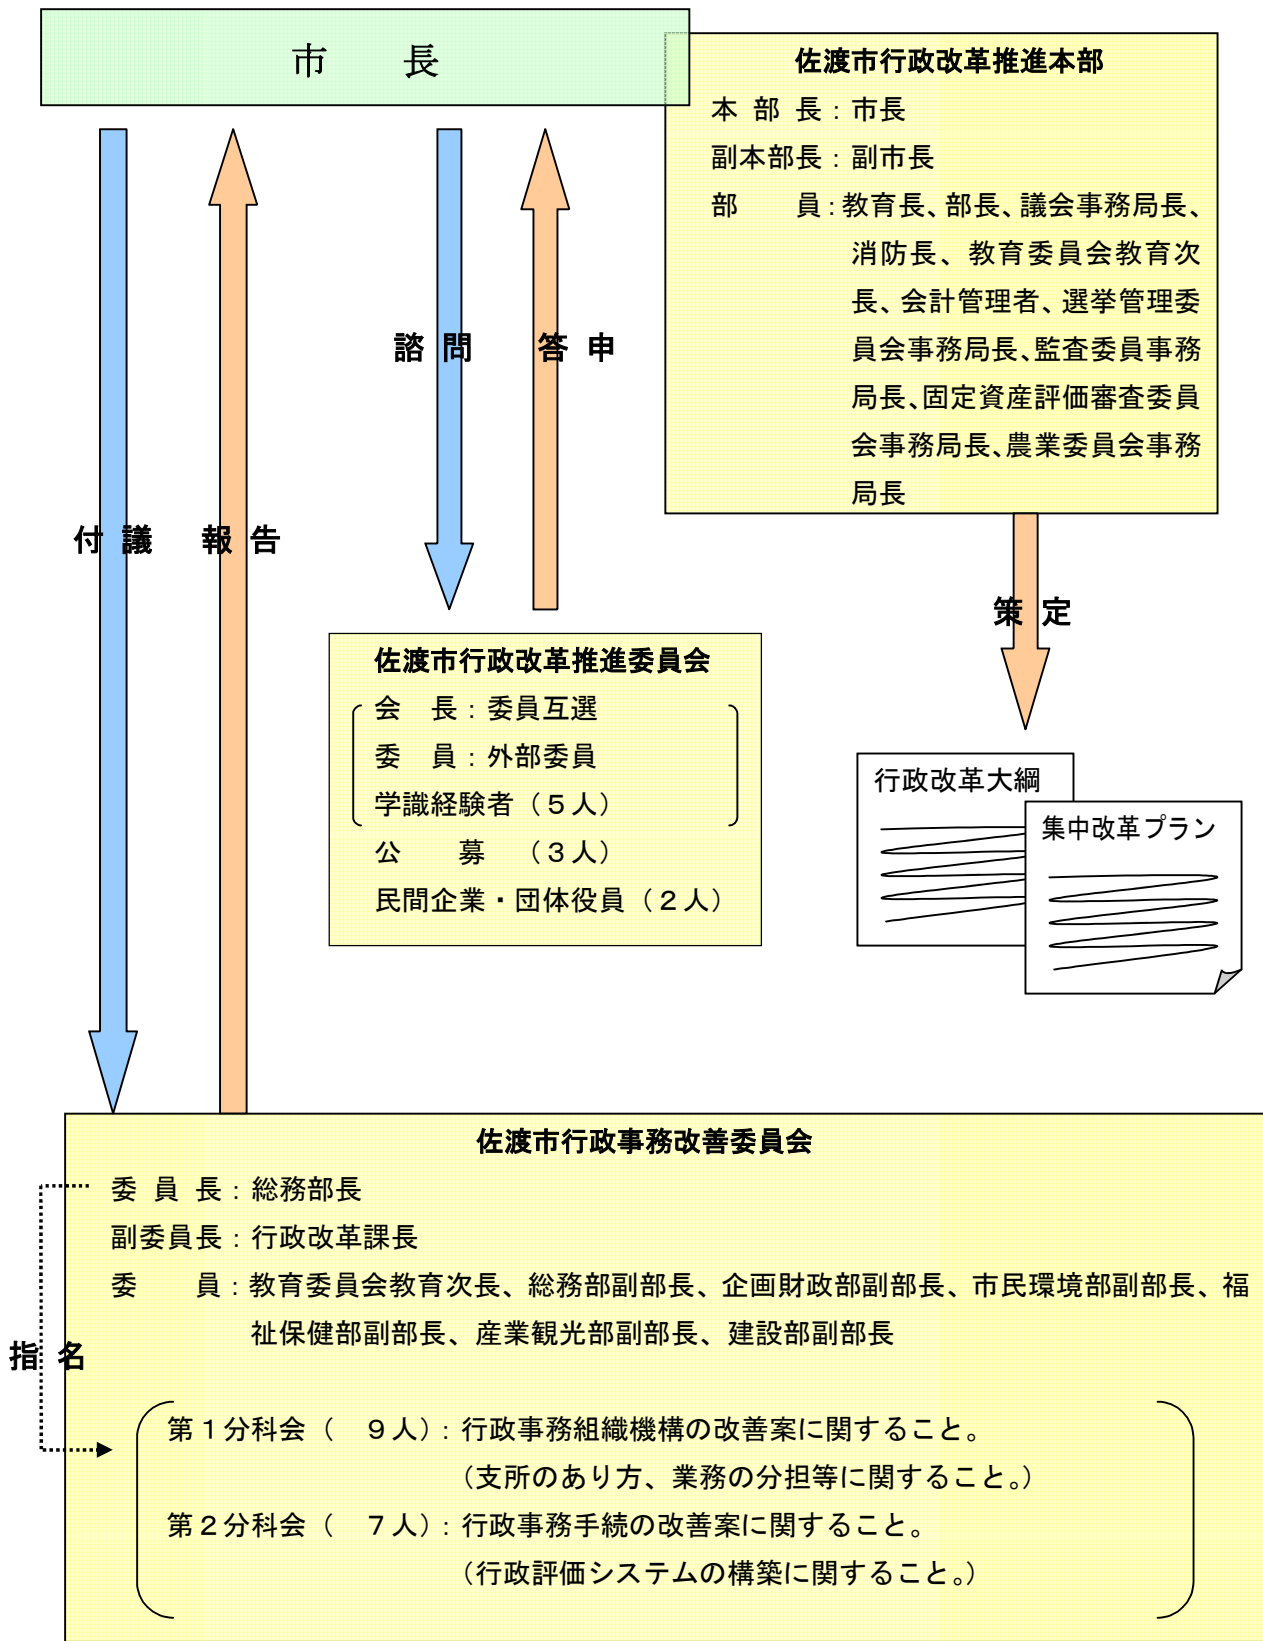 市　　長
佐渡市行政改革推進本部
本 部 長：市長
副本部長：副市長
部　　員：教育長、部長、議会事務局長、
消防長、教育委員会教育次
長、会計管理者、選挙管理委
員会事務局長、監査委員事務
局長、固定資産評価審査委員
会事務局長、農業委員会事務
局長
諮 問
答 申
付 議
報 告
策 定
佐渡市行政改革推進委員会
会　長：委員互選
委　員：外部委員
学識経験者（５人）
公　　募　（３人）
民間企業・団体役員（２人）
行政改革大綱
集中改革プラン
佐渡市行政事務改善委員会
委 員 長：総務部長
副委員長：行政改革課長
委　　員：教育委員会教育次長、総務部副部長、企画財政部副部長、市民環境部副部長、福
祉保健部副部長、産業観光部副部長、建設部副部長
指 名
第１分科会（　９人）：行政事務組織機構の改善案に関すること。
（支所のあり方、業務の分担等に関すること。）
第２分科会（　７人）：行政事務手続の改善案に関すること。
（行政評価システムの構築に関すること。）